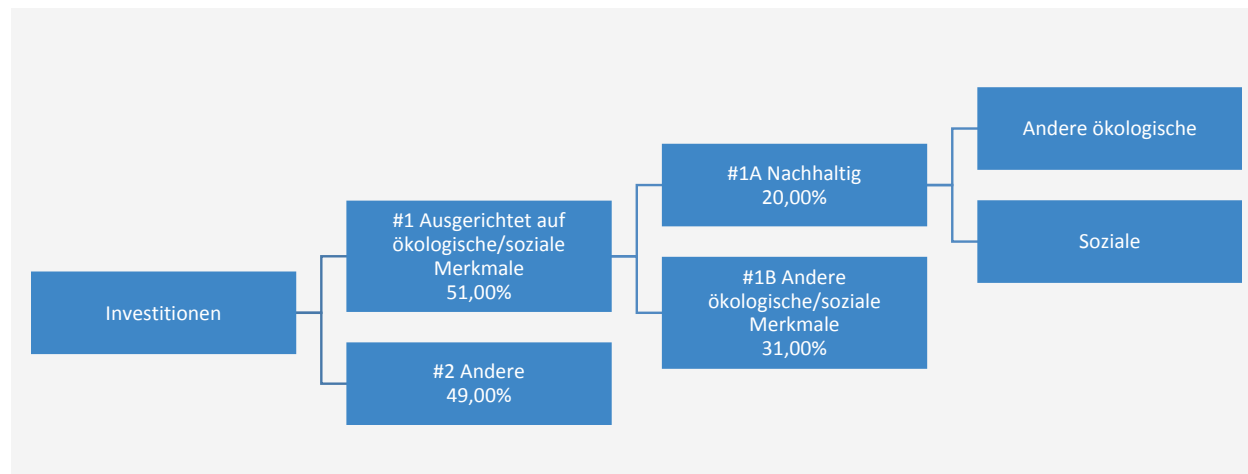 Investitionen
#1 Ausgerichtet auf
ökologische/soziale
Merkmale
51,00%
#2 Andere
49,00%
#1A Nachhaltig
20,00%
#1B Andere
ökologische/soziale
Merkmale
31,00%
Andere ökologische
Soziale